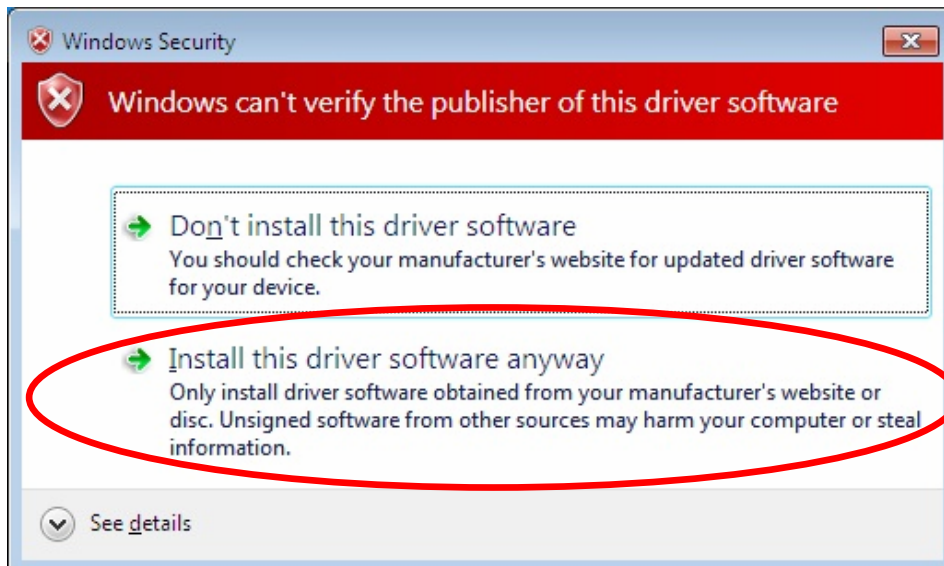 Windows Security
Windows can't verify the publisher of this driver software
Don't install this driver software
You should check your manufacturer's website for updated driver software
for your device.
Install this driver software anyway
Only install driver software obtained from your manufacturer's website or
disc. Unsigned software from other sources may harm your computer or steal
information.
See details